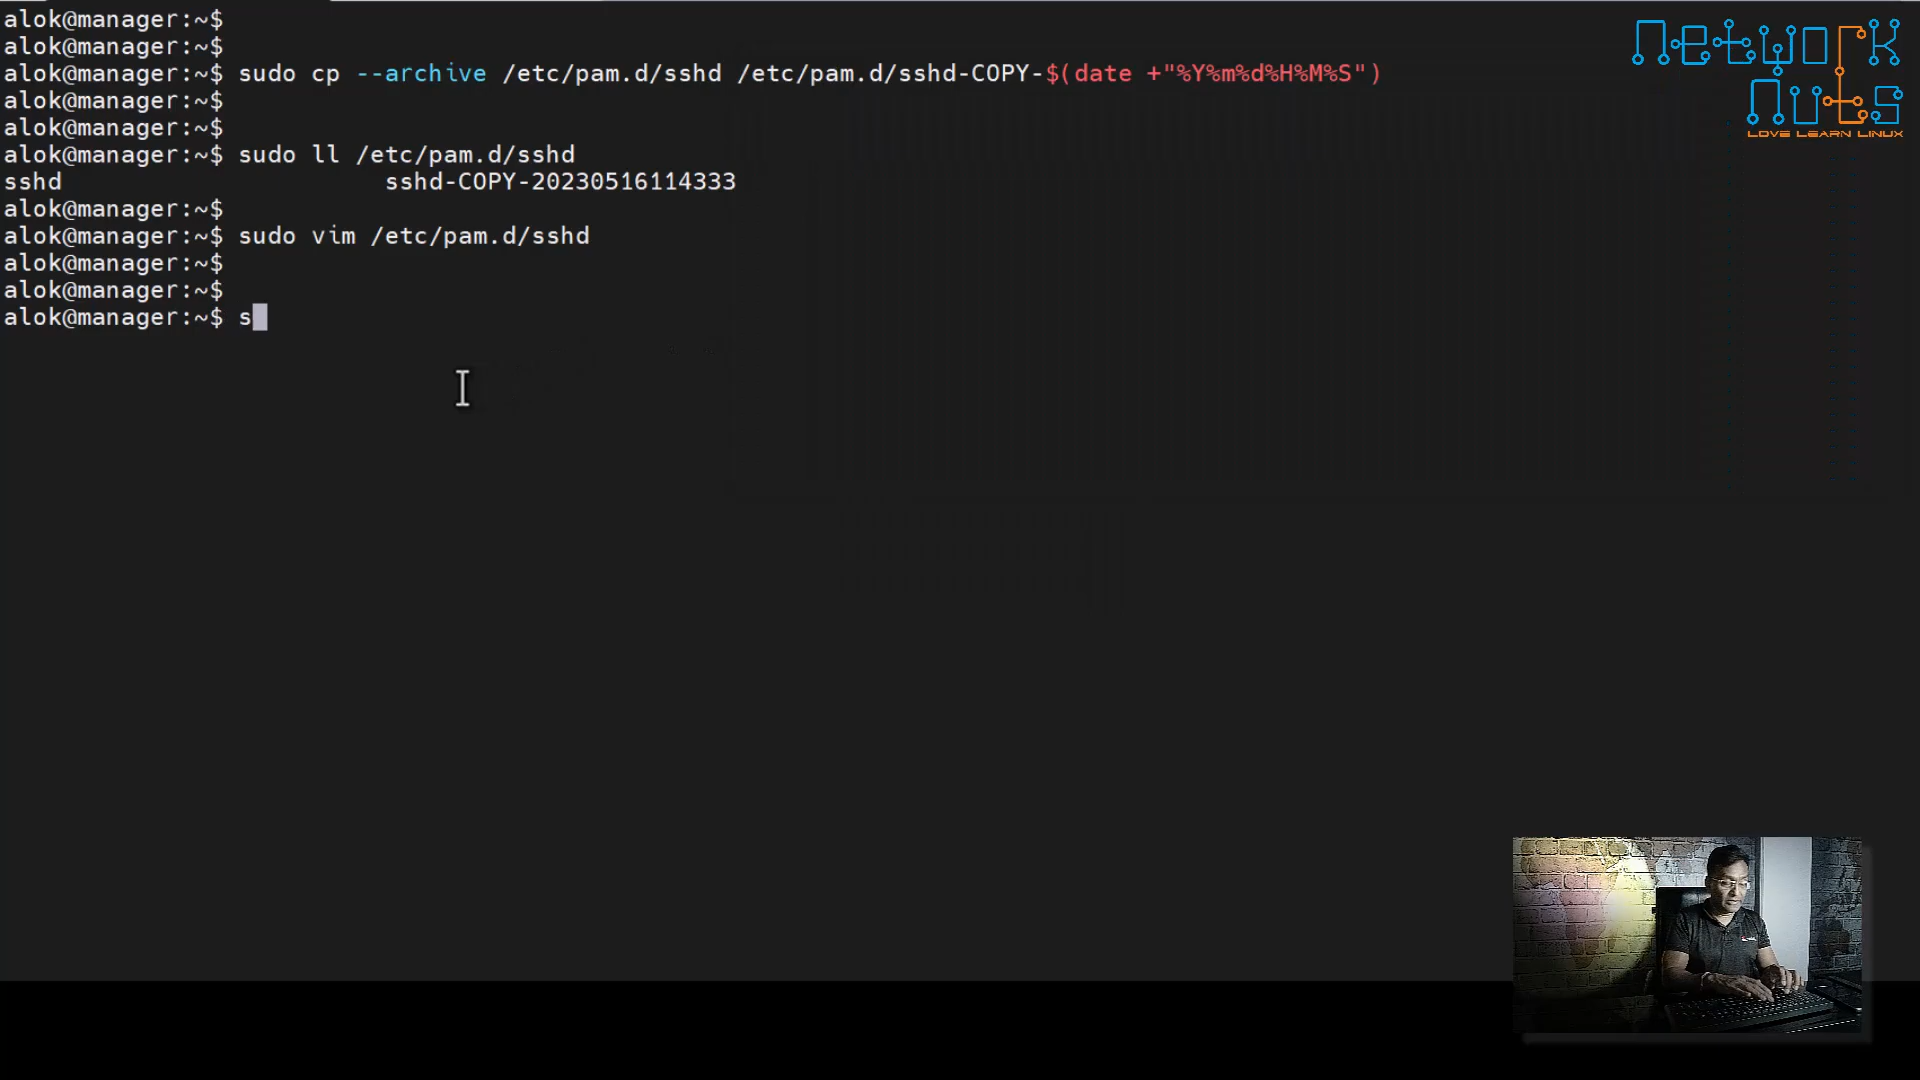 alok@manager:~$
alok@manager:~$
alok@manager:~$ sudo cp --archive /etc/pam.d/sshd /etc/pam.d/sshd-COPY-$(date +"%Y%m%d%H%M%S")
alok@manager:~$
alok@manager:~$
alok@manager:~$ sudo ll /etc/pam.d/sshd
sshd sshd-COPY-20230516114333
alok@manager:~$
alok@manager:~$ sudo vim /etc/pam.d/sshd
alok@manager:~$
alok@manager:~$
alok@manager:~$ s
network
nuts
LOVE LEARN LINUX